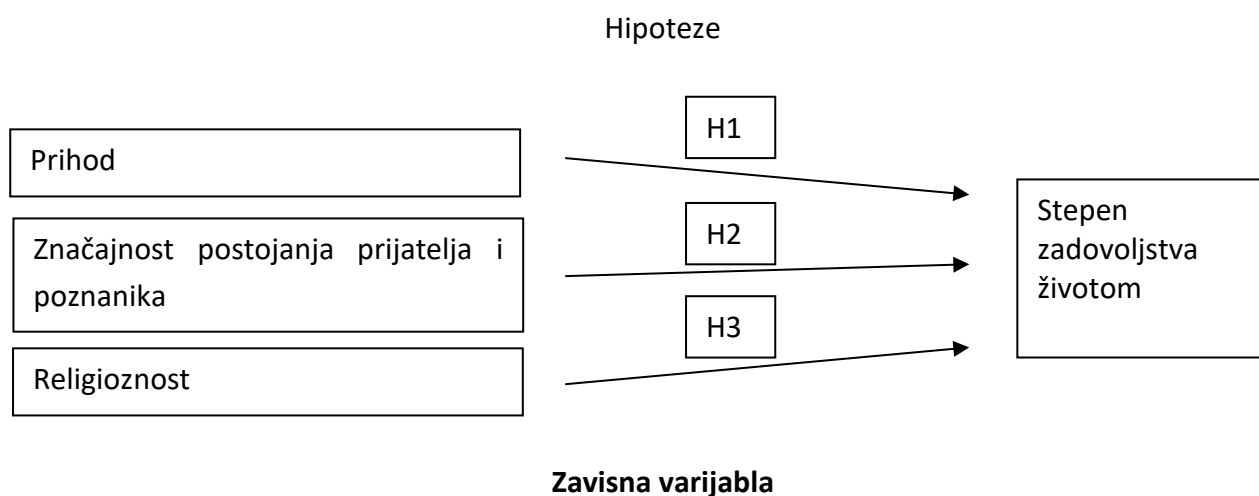 Hipoteze
H1
Prihod
Značajnost postojanja prijatelja i
poznanika
H2
Stepen
zadovoljstva
životom
H3
Religioznost
Zavisna varijabla